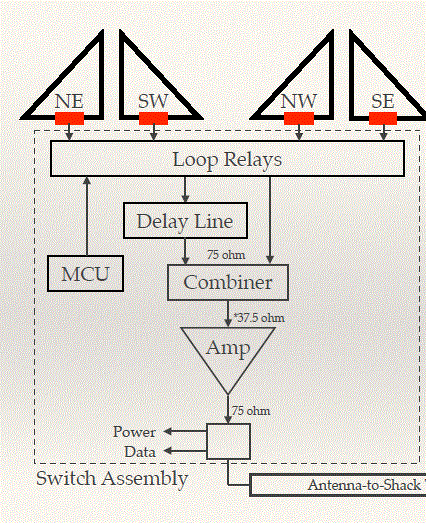 NE SW NW SE
Loop Relays
Delay Line
75 ohm
MCU
Combiner
*37.5 ohm
Amp
75 ohm
Power
Data
Switch Assembly
Antenna-to-Shack